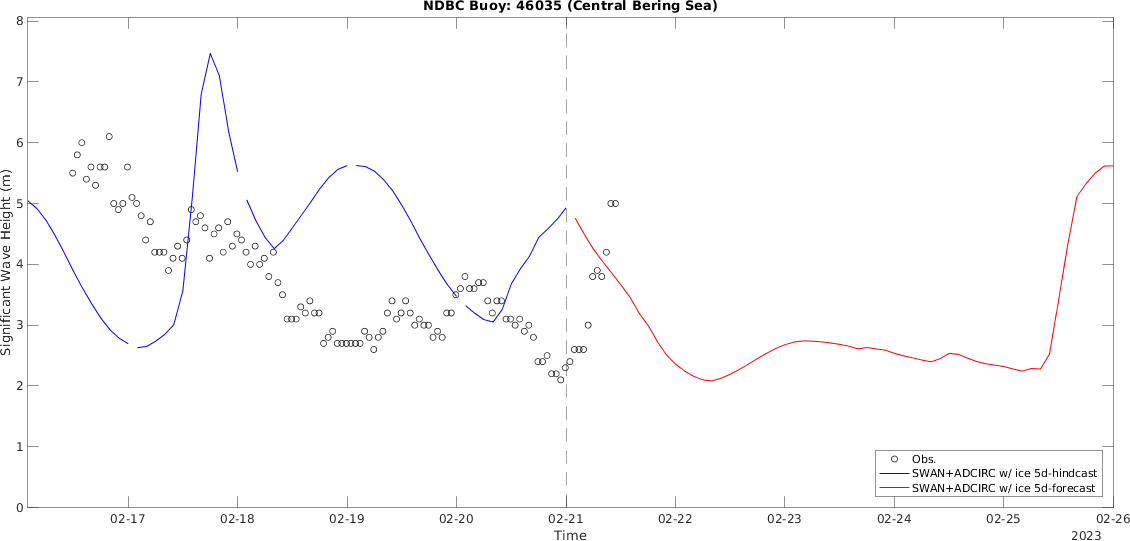 NDBC Buoy: 46035 (Central Bering Sea)
8
7
6
5
4
3
2
1
0
Significant Wave Height (m)
Obs.
SWAN+ADCIRC w/ ice 5d-hindcast
SWAN+ADCIRC w/ ice 5d-forecast
02-17 02-18 02-19 02-20 02-21 02-22 02-23 02-24 02-25 02-26
Time
2023